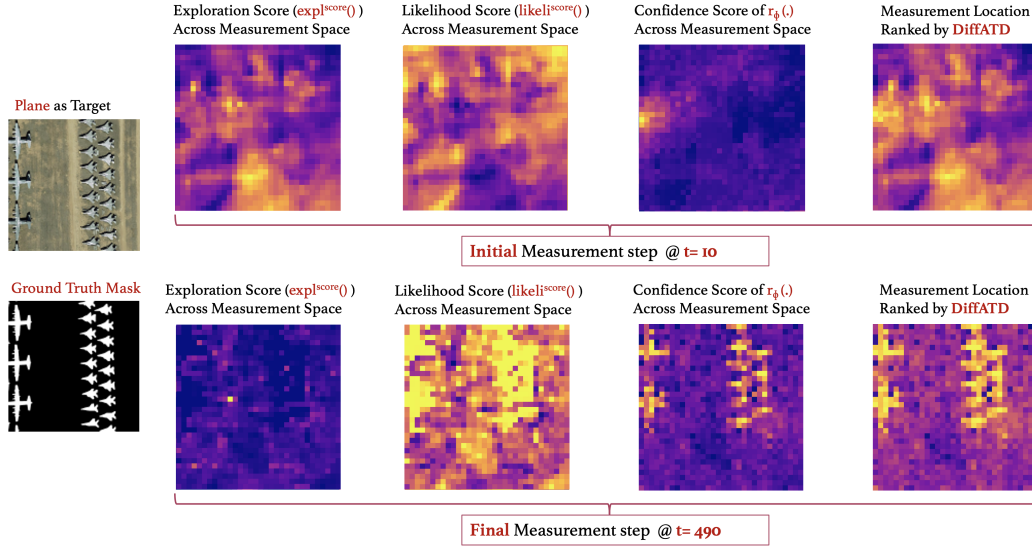 Exploration Score (expl^score() )
Across Measurement Space
Likelihood Score (likeli^score() )
Across Measurement Space
Confidence Score of r_ϕ(.)
Across Measurement Space
Measurement Location
Ranked by DiffATD
Plane as Target
Initial Measurement step @ t= 10
Ground Truth Mask
Exploration Score (expl^score() )
Across Measurement Space
Likelihood Score (likeli^score() )
Across Measurement Space
Confidence Score of r_ϕ(.)
Across Measurement Space
Measurement Location
Ranked by DiffATD
Final Measurement step @ t= 490